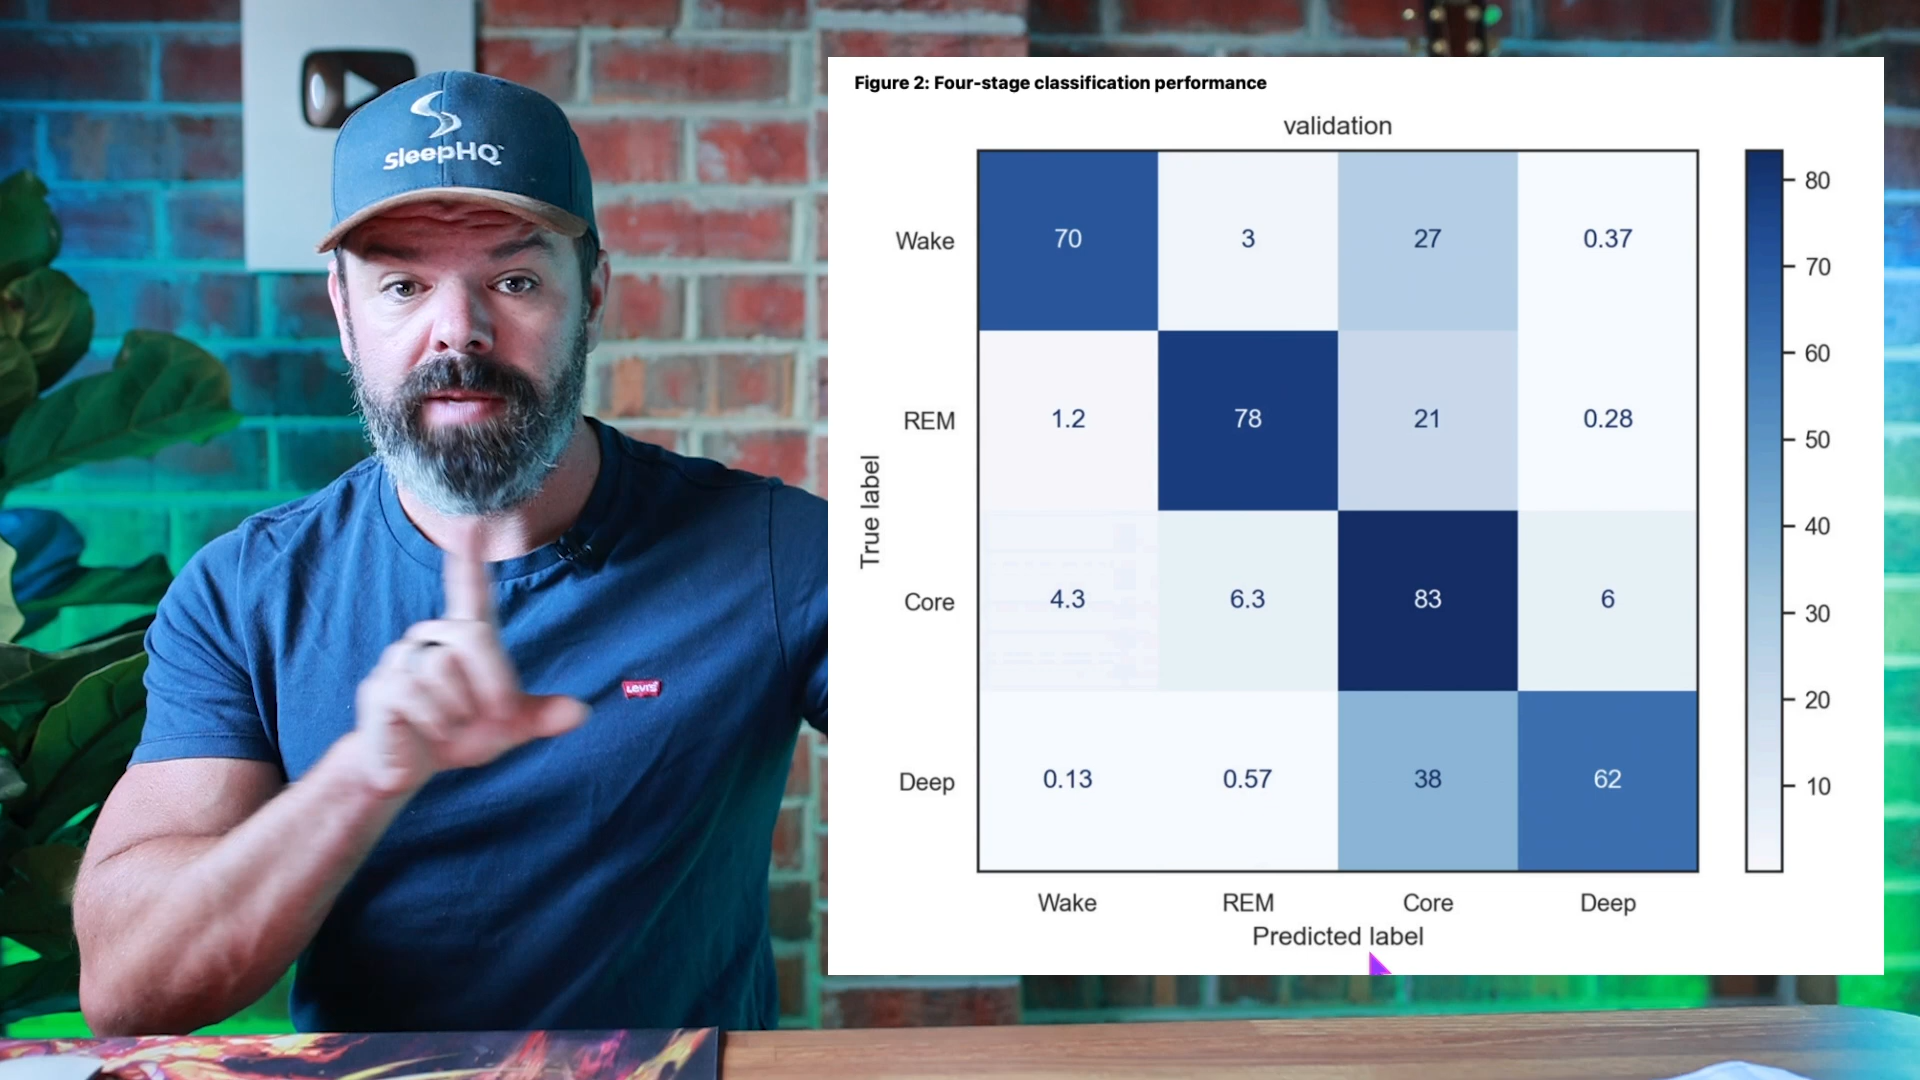 SleepHQ
Levi's
Figure 2: Four-stage classification performance
validation
Wake 70 3 27 0.37
REM 1.2 78 21 0.28
Core 4.3 6.3 83 6
Deep 0.13 0.57 38 62
Wake REM Core Deep
Predicted label
True label
80
70
60
50
40
30
20
10